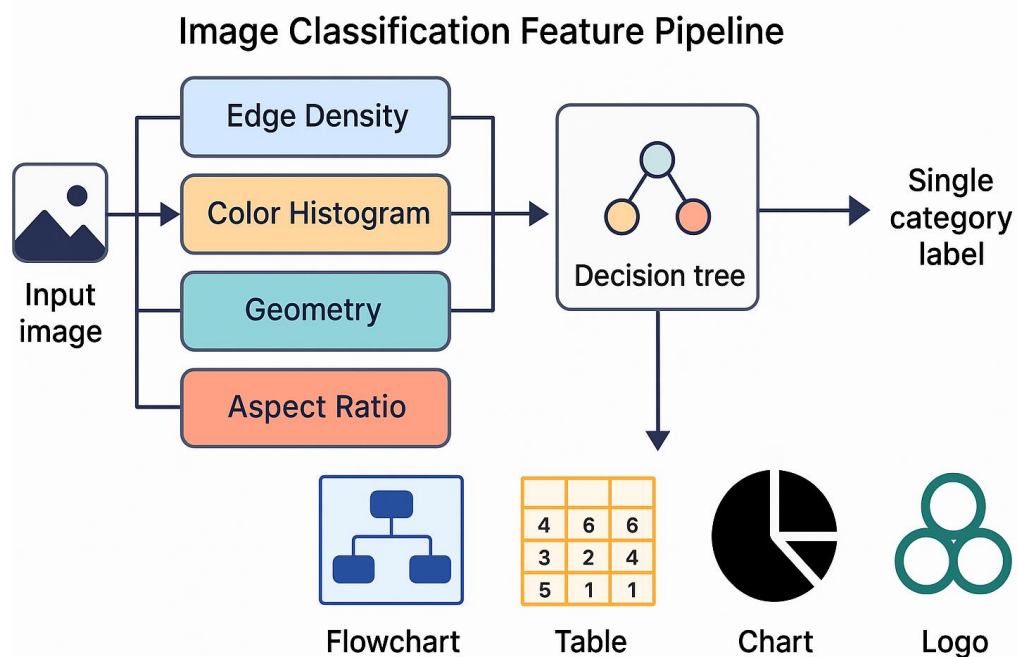 Image Classification Feature Pipeline
Edge Density
Color Histogram
Geometry
Aspect Ratio
Input
image
Decision tree
Single
category
label
4 6 6
3 2 4
5 1 1
Flowchart
Table
Chart
Logo